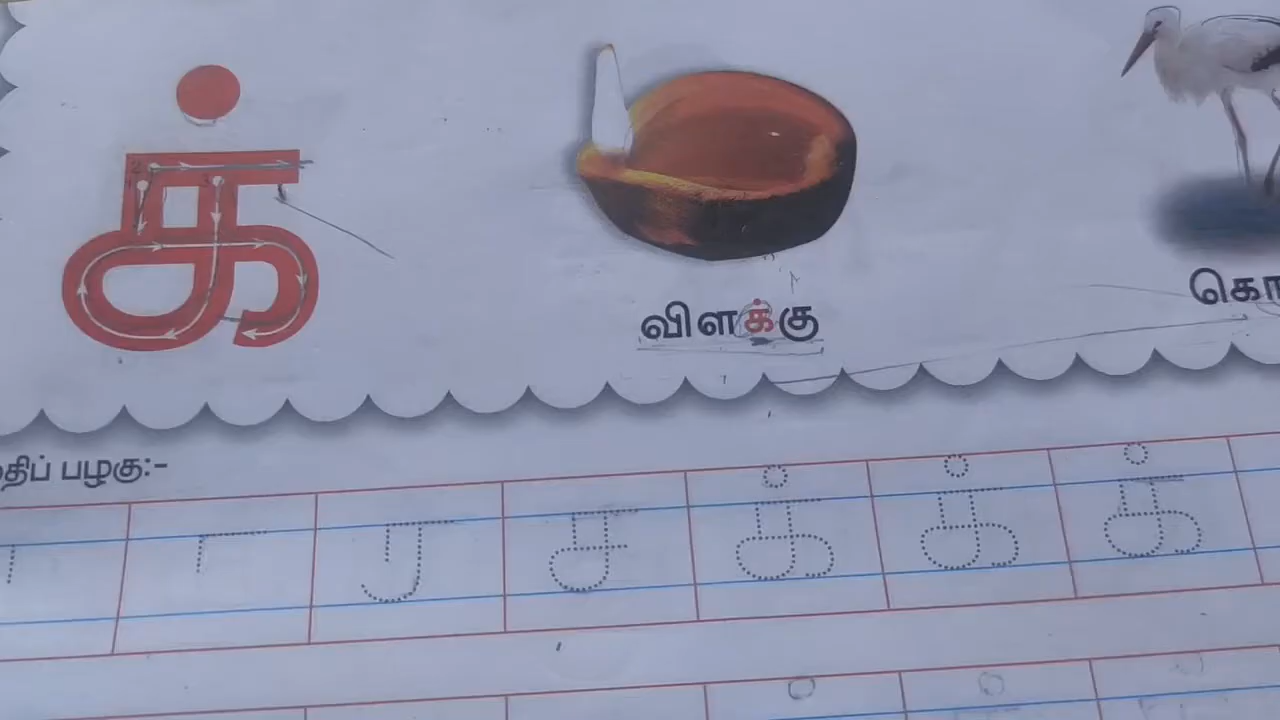 க்
விளக்கு
பழகு:-
க் க் க்